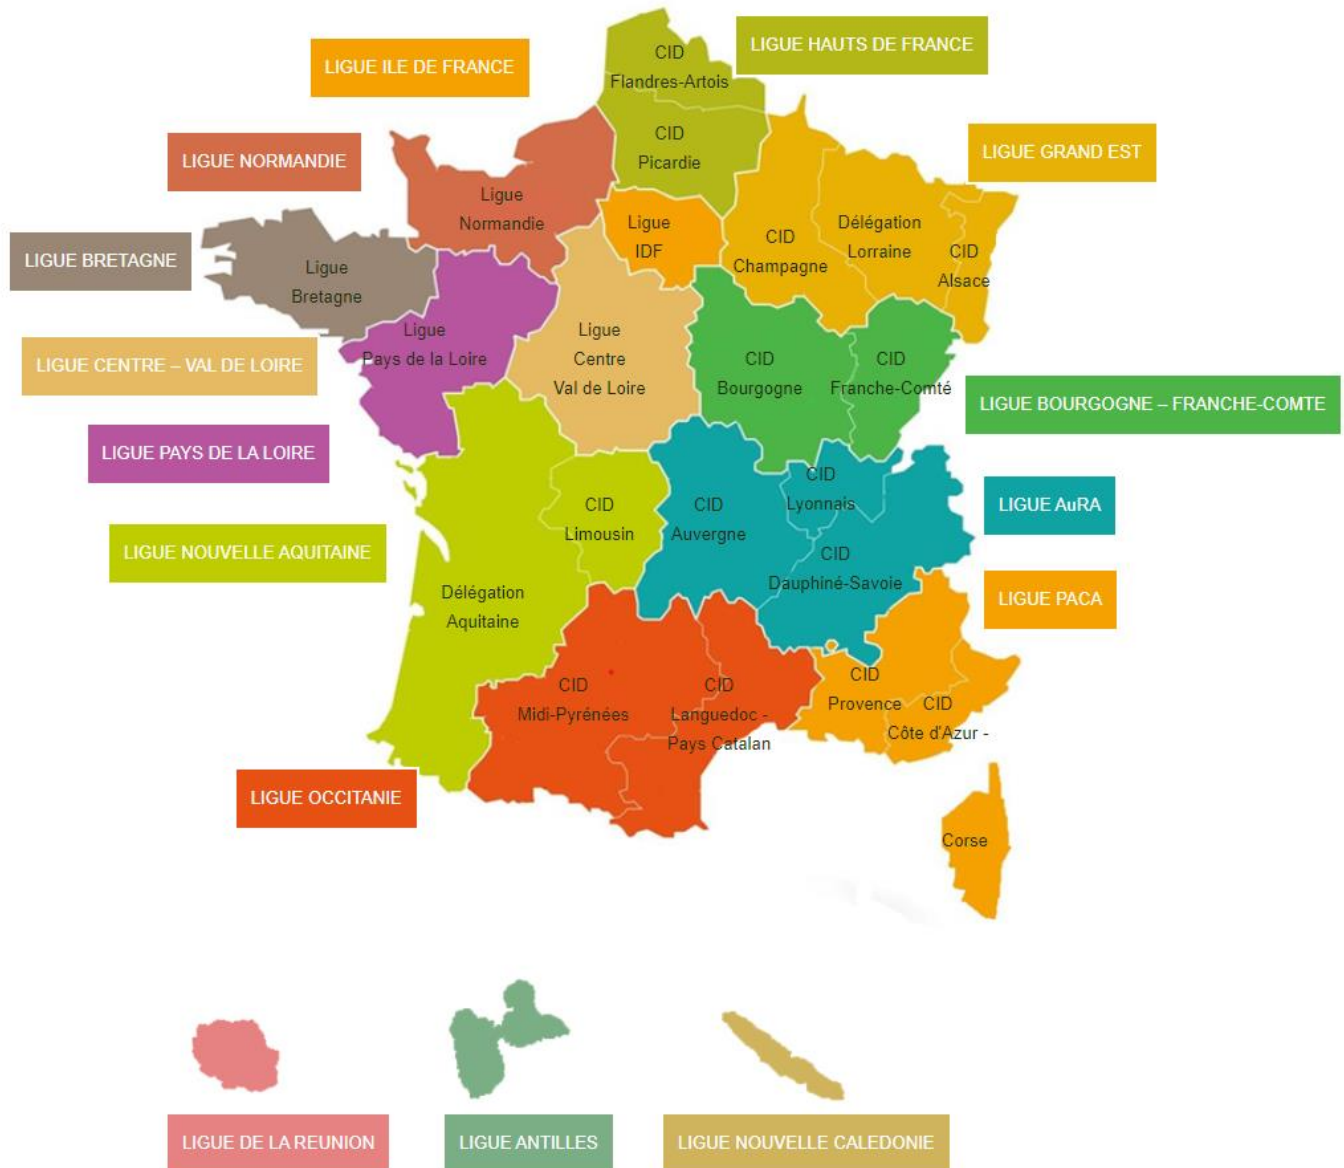 CID
Flandres-Artois
LIGUE HAUTS DE FRANCE
LIGUE ILE DE FRANCE
CID
Picardie
LIGUE NORMANDIE
LIGUE GRAND EST
Ligue
Normandie
Ligue
IDF
CID
Champagne
Délégation
Lorraine
CID
Alsace
LIGUE BRETAGNE
Ligue
Bretagne
Ligue
Pays de la Loire
Ligue
Centre
Val de Loire
CID
Bourgogne
CID
Franche-Comté
LIGUE CENTRE – VAL DE LOIRE
LIGUE BOURGOGNE – FRANCHE-COMTE
LIGUE PAYS DE LA LOIRE
CID
Limousin
CID
Auvergne
CID
Lyonnais
LIGUE AuRA
LIGUE NOUVELLE AQUITAINE
CID
Dauphiné-Savoie
Délégation
Aquitaine
LIGUE PACA
CID
Midi-Pyrénées
CID
Languedoc -
Pays Catalan
CID
Provence
CID
Côte d'Azur -
LIGUE OCCITANIE
Corse
LIGUE DE LA REUNION
LIGUE ANTILLES
LIGUE NOUVELLE CALEDONIE